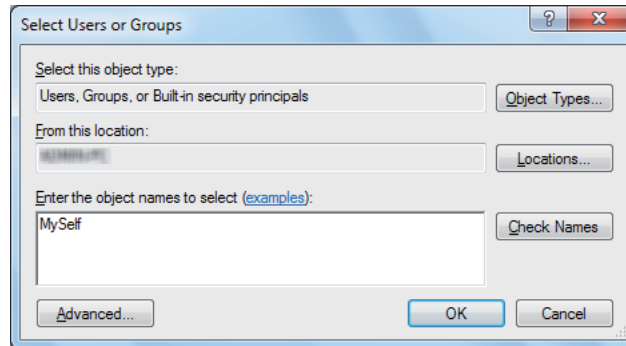 Select Users or Groups
Select this object type:
Users, Groups, or Built-in security principals
Object Types...
From this location:
Locations...
Enter the object names to select (examples):
MySelf
Check Names
Advanced...
OK
Cancel